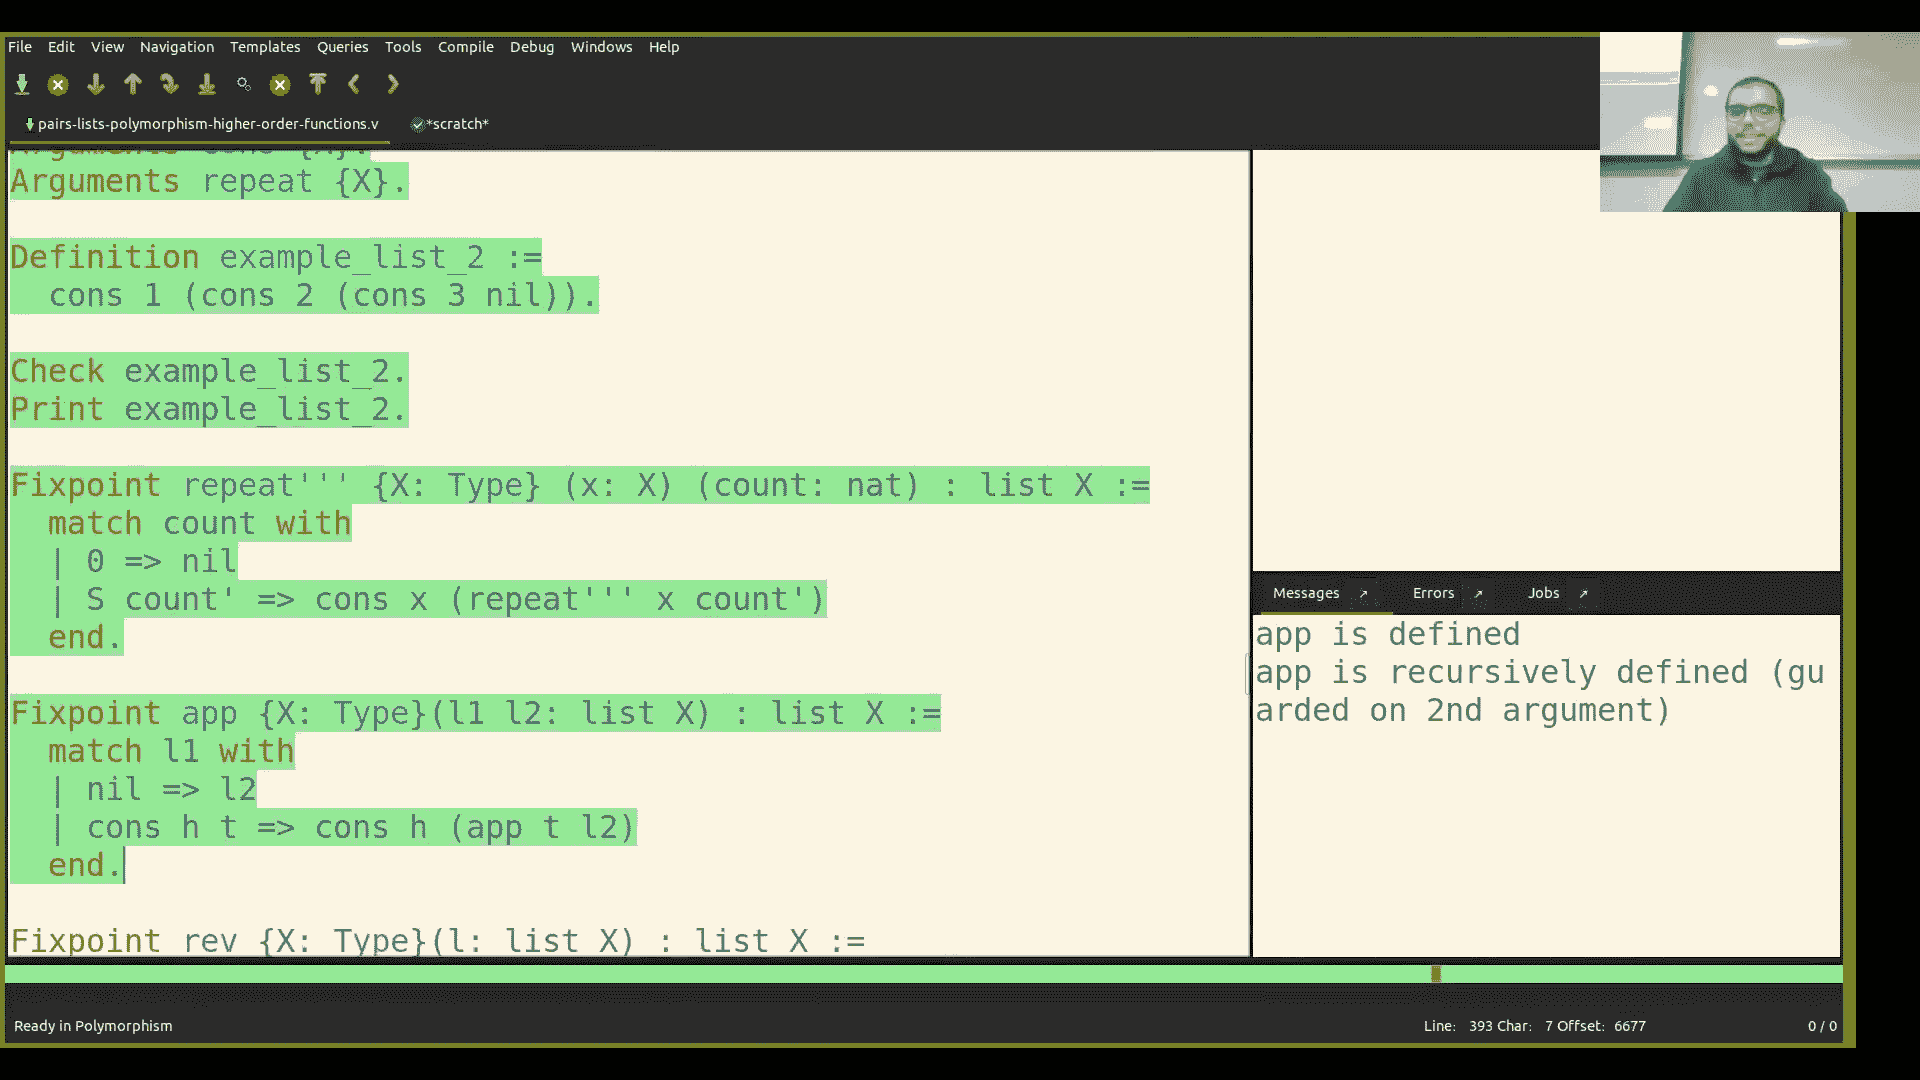 File Edit View Navigation Templates Queries Tools Compile Debug Windows Help
pairs-lists-polymorphism-higher-order-functions.v *scratch*
Arguments repeat {X}.
Definition example_list_2 :=
cons 1 (cons 2 (cons 3 nil)).
Check example_list_2.
Print example_list_2.
Fixpoint repeat''' {X: Type} (x: X) (count: nat) : list X :=
match count with
| 0 => nil
| S count' => cons x (repeat''' x count')
end.
Fixpoint app {X: Type}(l1 l2: list X) : list X :=
match l1 with
| nil => l2
| cons h t => cons h (app t l2)
end.
Fixpoint rev {X: Type}(l: list X) : list X :=
Messages Errors Jobs
app is defined
app is recursively defined (gu
arded on 2nd argument)
Ready in Polymorphism
Line: 393 Char: 7 Offset: 6677
0 / 0